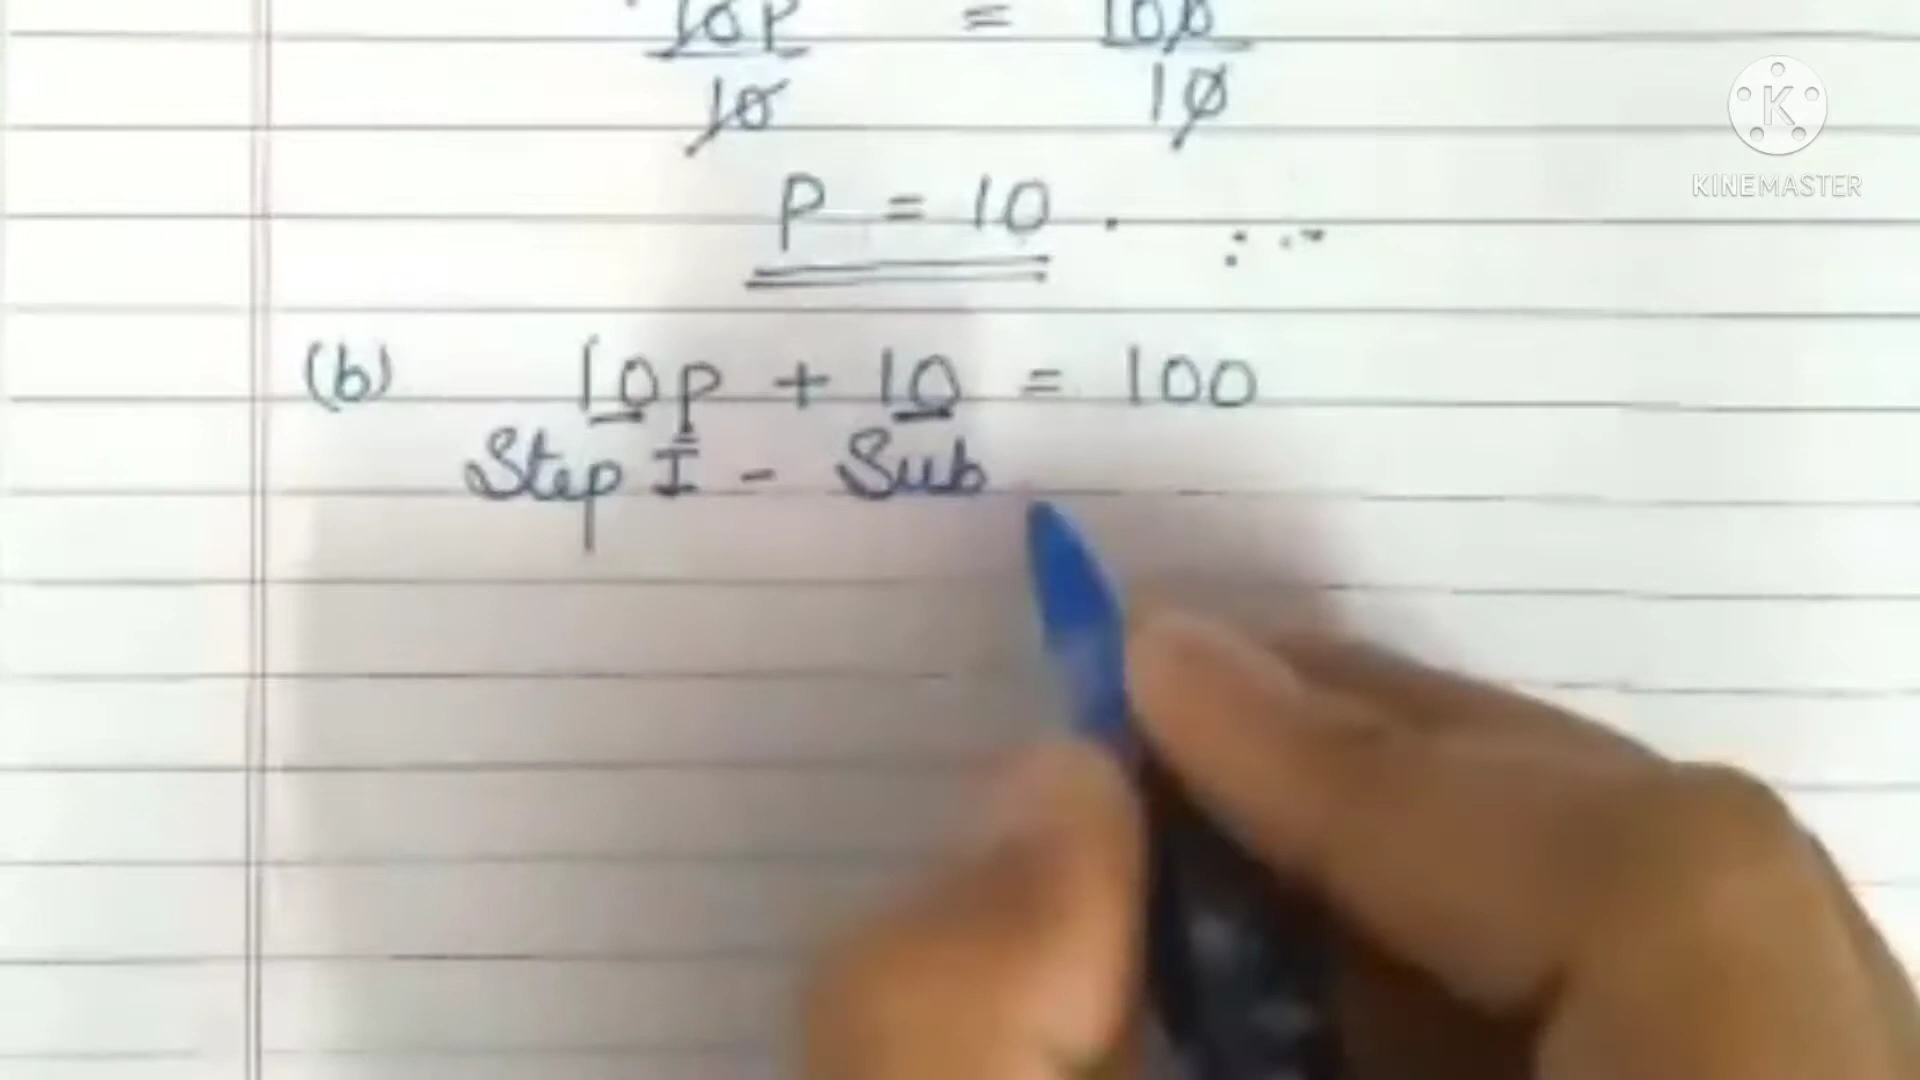 10p = 100
10 10
P = 10 .
(b) 10p + 10 = 100
Step I - Sub
K
KINEMASTER